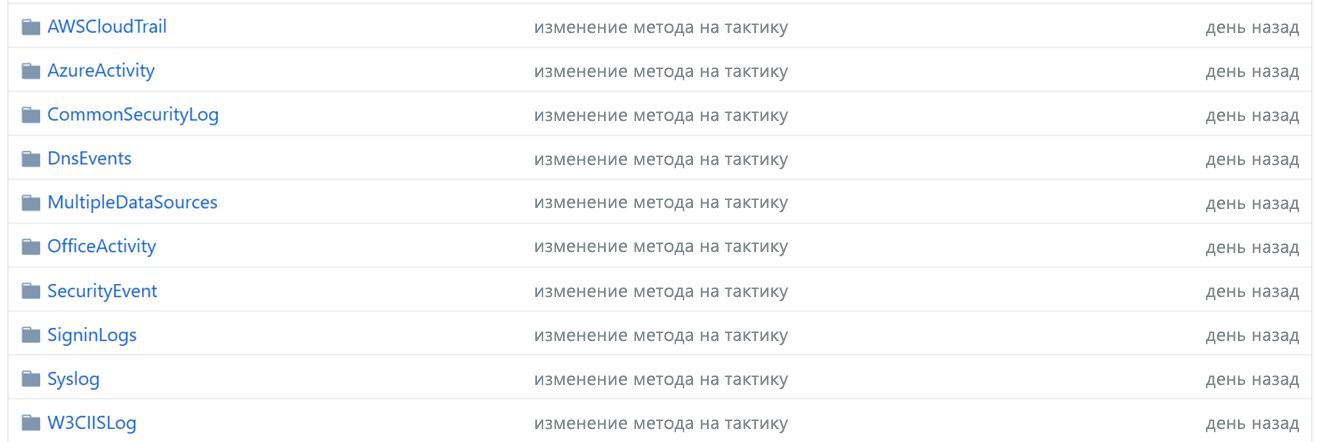 AWSCloudTrail изменение метода на тактику день назад
AzureActivity изменение метода на тактику день назад
CommonSecurityLog изменение метода на тактику день назад
DnsEvents изменение метода на тактику день назад
MultipleDataSources изменение метода на тактику день назад
OfficeActivity изменение метода на тактику день назад
SecurityEvent изменение метода на тактику день назад
SigninLogs изменение метода на тактику день назад
Syslog изменение метода на тактику день назад
W3CIISLog изменение метода на тактику день назад